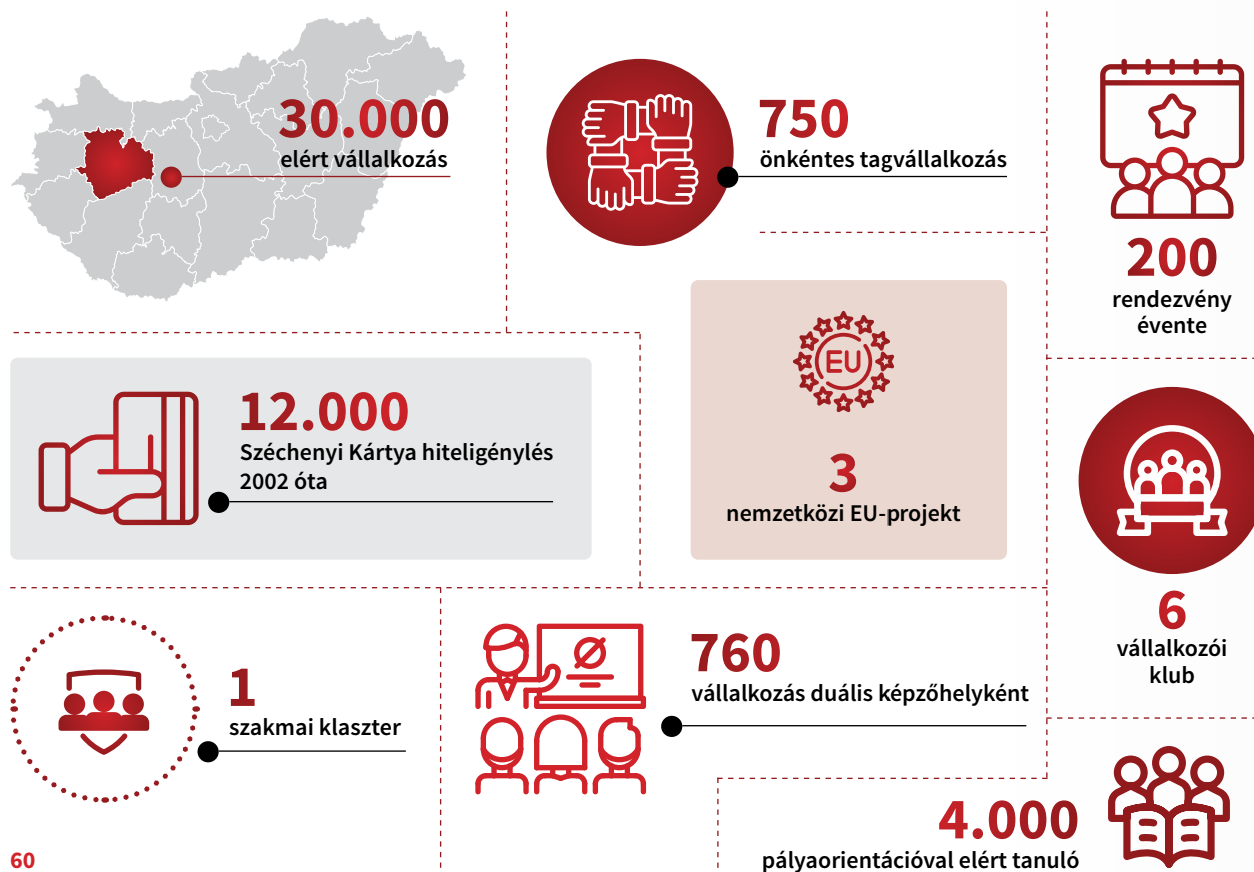 30.000
elért vállalkozás
750
önkéntes tagvállalkozás
200
rendezvény
évente
12.000
Széchenyi Kártya hiteligénylés
2002 óta
EU
3
nemzetközi EU-projekt
6
vállalkozói
klub
1
szakmai klaszter
760
vállalkozás duális képzőhelyként
4.000
pályaorientációval elért tanuló
60